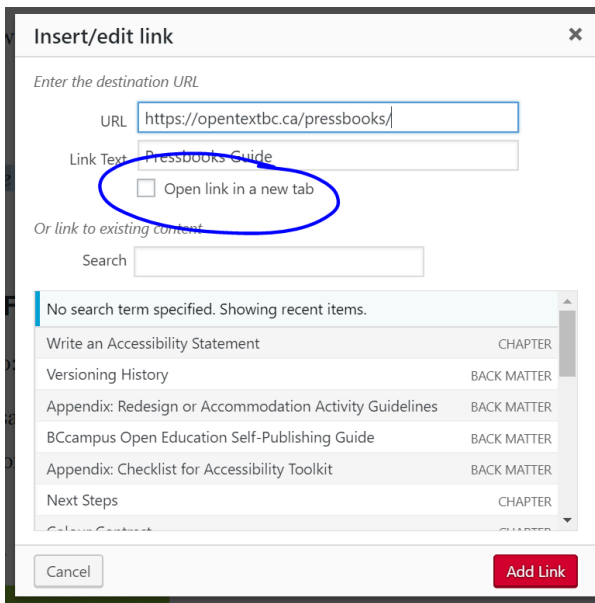 Insert/edit link
Enter the destination URL
URL https://opentextbc.ca/pressbooks/
Link Text Pressbooks Guide
Open link in a new tab
Or link to existing content
Search
No search term specified. Showing recent items.
Write an Accessibility Statement CHAPTER
Versioning History BACK MATTER
Appendix: Redesign or Accommodation Activity Guidelines BACK MATTER
BCcampus Open Education Self-Publishing Guide BACK MATTER
Appendix: Checklist for Accessibility Toolkit BACK MATTER
Next Steps CHAPTER
Colour Contrast CHAPTER
Cancel Add Link